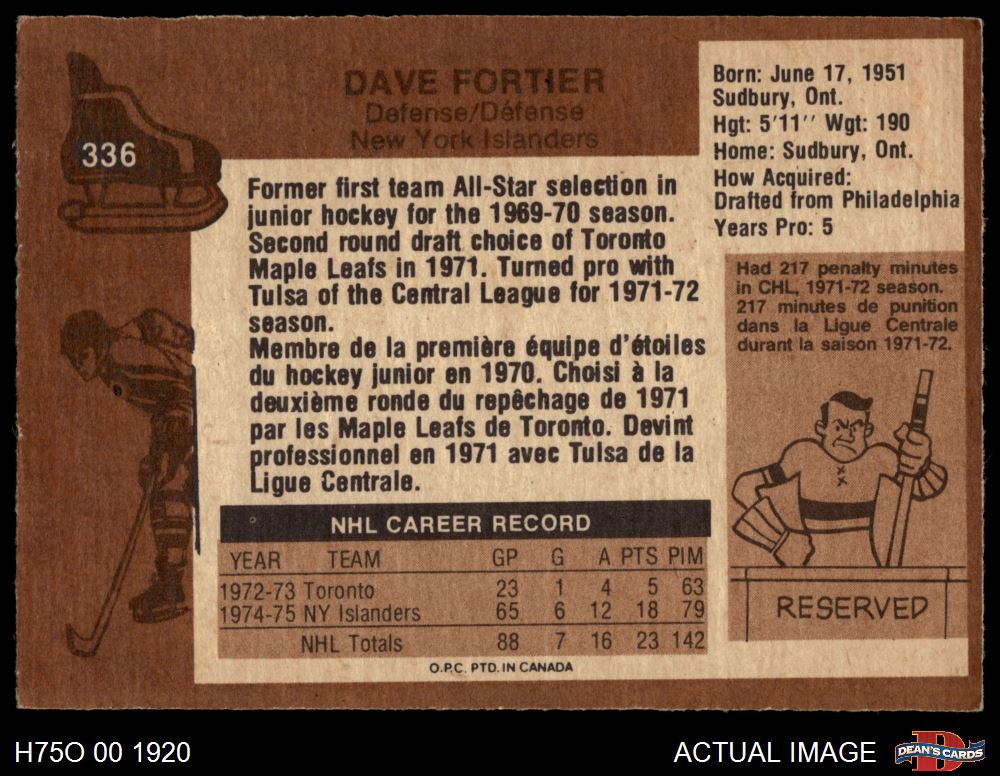 336
DAVE FORTIER
Defense/Défense
New York Islanders
Born: June 17, 1951
Sudbury, Ont.
Hgt: 5'11'' Wgt: 190
Home: Sudbury, Ont.
How Acquired:
Drafted from Philadelphia
Years Pro: 5
Former first team All-Star selection in
junior hockey for the 1969-70 season.
Second round draft choice of Toronto
Maple Leafs in 1971. Turned pro with
Tulsa of the Central League for 1971-72
season.
Membre de la première équipe d'étoiles
du hockey junior en 1970. Choisi à la
deuxième ronde du repêchage de 1971
par les Maple Leafs de Toronto. Devint
professionnel en 1971 avec Tulsa de la
Ligue Centrale.
Had 217 penalty minutes
in CHL, 1971-72 season.
217 minutes de punition
dans la Ligue Centrale
durant la saison 1971-72.
RESERVED
NHL CAREER RECORD
YEAR TEAM GP G A PTS PIM
1972-73 Toronto 23 1 4 5 63
1974-75 NY Islanders 65 6 12 18 79
NHL Totals 88 7 16 23 142
O.P.C. PTD. IN CANADA
H75O 00 1920
ACTUAL IMAGE
DEAN'S CARDS